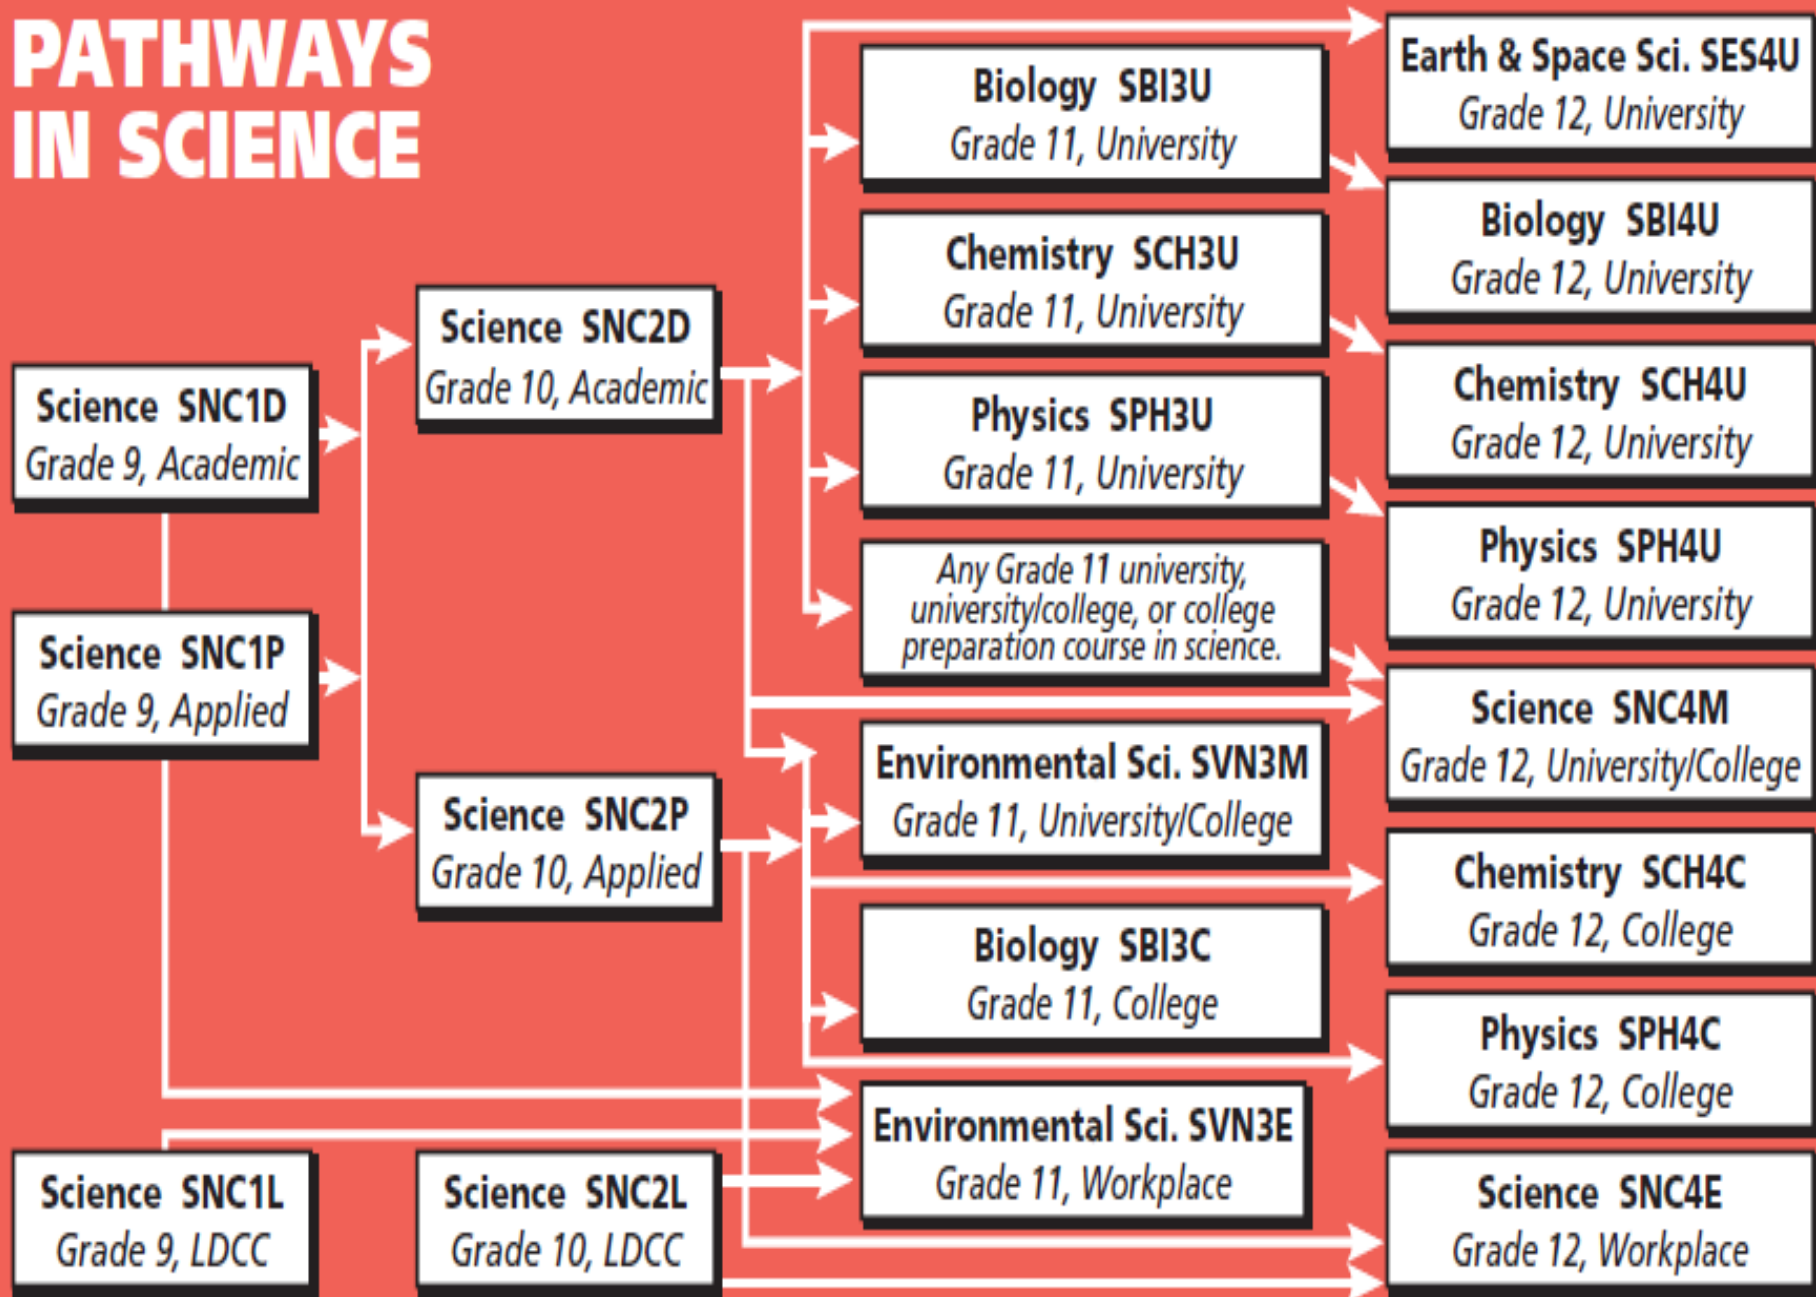 PATHWAYS
IN SCIENCE
Science SNC1D
Grade 9, Academic
Science SNC1P
Grade 9, Applied
Science SNC1L
Grade 9, LDCC
Science SNC2D
Grade 10, Academic
Science SNC2P
Grade 10, Applied
Science SNC2L
Grade 10, LDCC
Biology SBI3U
Grade 11, University
Chemistry SCH3U
Grade 11, University
Physics SPH3U
Grade 11, University
Any Grade 11 university,
university/college, or college
preparation course in science.
Environmental Sci. SVN3M
Grade 11, University/College
Biology SBI3C
Grade 11, College
Environmental Sci. SVN3E
Grade 11, Workplace
Earth & Space Sci. SES4U
Grade 12, University
Biology SBI4U
Grade 12, University
Chemistry SCH4U
Grade 12, University
Physics SPH4U
Grade 12, University
Science SNC4M
Grade 12, University/College
Chemistry SCH4C
Grade 12, College
Physics SPH4C
Grade 12, College
Science SNC4E
Grade 12, Workplace